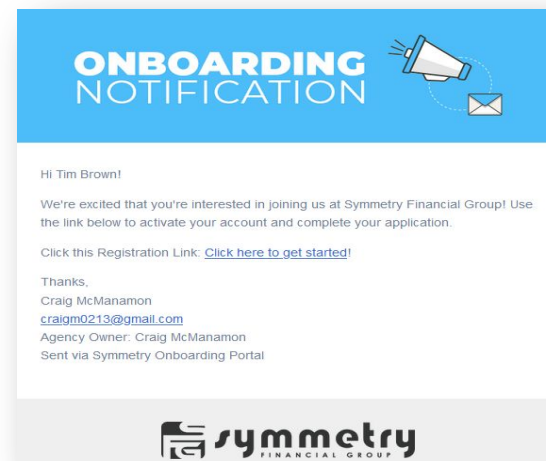 ONBOARDING
NOTIFICATION
Hi Tim Brown!
We're excited that you're interested in joining us at Symmetry Financial Group! Use
the link below to activate your account and complete your application.
Click this Registration Link: Click here to get started!
Thanks,
Craig McManamon
craigm0213@gmail.com
Agency Owner: Craig McManamon
Sent via Symmetry Onboarding Portal
symmetry
FINANCIAL GROUP